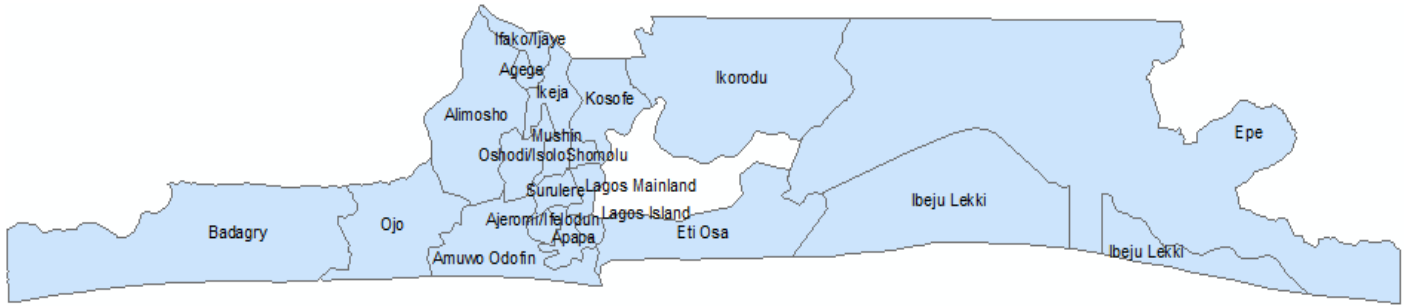 Ifako/Ijaye
Agege
Ikeja
Kosofe
Ikorodu
Alimosho
Mushin
Epe
Oshodi/Isolo
Shomolu
Surulere
Lagos Mainland
Ibeju Lekki
Ajeromi/Ifelodun
Lagos Island
Badagry
Ojo
Apapa
Eti Osa
Amuwo Odofin
Ibeju Lekki